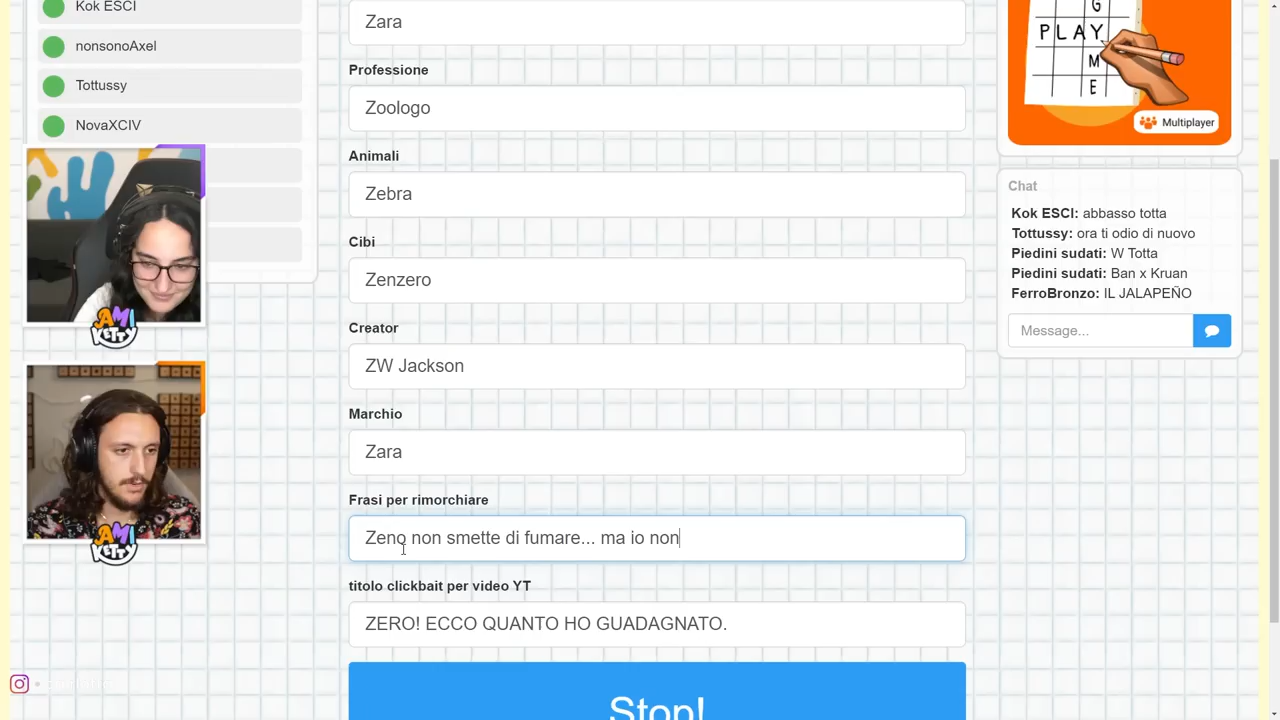 Kok ESCI
nonsonoAxel
Tottussy
NovaXCIV
AMI
KETTY
AMI
KETTY
Zara
Professione
Zoologo
Animali
Zebra
Cibi
Zenzero
Creator
ZW Jackson
Marchio
Zara
Frasi per rimorchiare
Zeno non smette di fumare... ma io non
titolo clickbait per video YT
ZERO! ECCO QUANTO HO GUADAGNATO.
Stop!
G
PLAY
M
E
Multiplayer
Chat
Kok ESCI: abbasso totta
Tottussy: ora ti odio di nuovo
Piedini sudati: W Totta
Piedini sudati: Ban x Kruan
FerroBronzo: IL JALAPEÑO
Message...